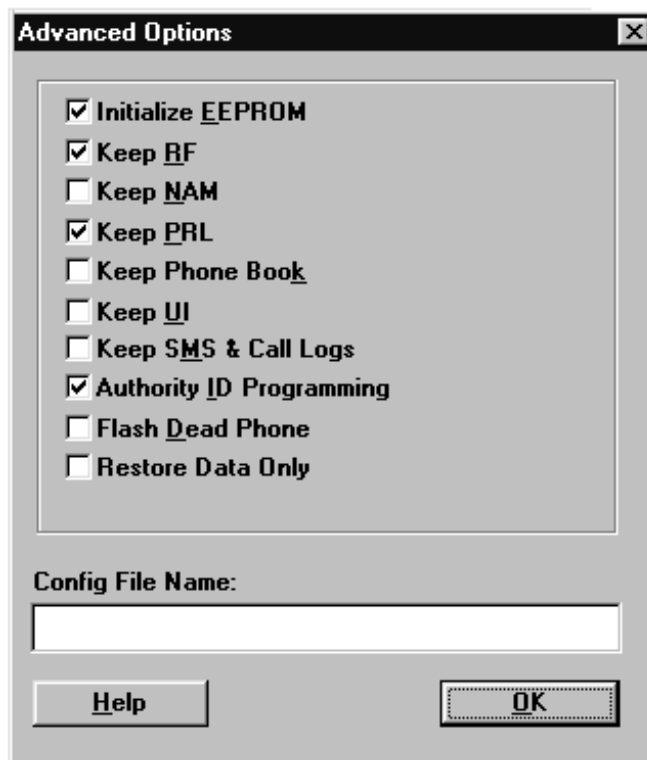 Advanced Options
Initialize EEPROM
Keep RF
Keep NAM
Keep PRL
Keep Phone Book
Keep UI
Keep SMS & Call Logs
Authority ID Programming
Flash Dead Phone
Restore Data Only
Config File Name:
Help OK